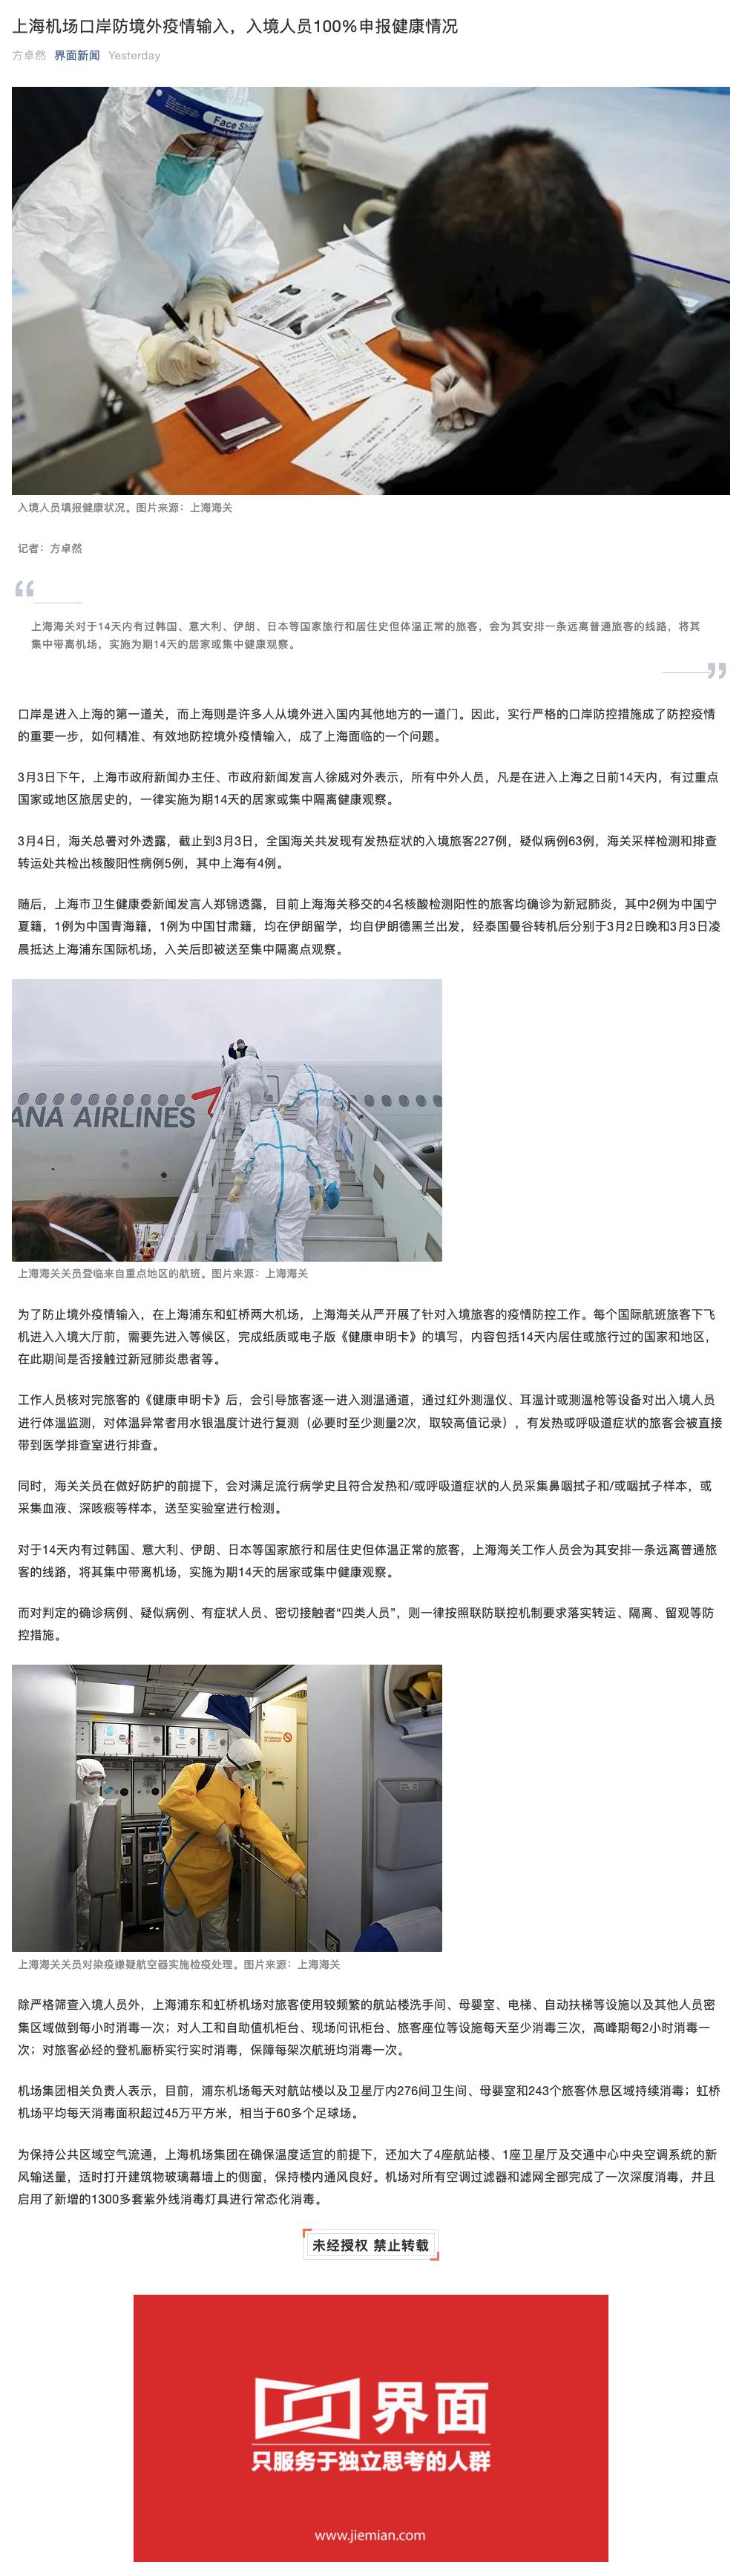 上海机场口岸防境外疫情输入，入境人员100%申报健康情况
方卓然 界面新闻 Yesterday
Face Shield
入境人员填报健康状况。图片来源：上海海关
记者：方卓然
“
上海海关对于14天内有过韩国、意大利、伊朗、日本等国家旅行和居住史但体温正常的旅客，会为其安排一条远离普通旅客的线路，将其
集中带离机场，实施为期14天的居家或集中健康观察。
”
口岸是进入上海的第一道关，而上海则是许多人从境外进入国内其他地方的一道门。因此，实行严格的口岸防控措施成了防控疫情
的重要一步，如何精准、有效地防控境外疫情输入，成了上海面临的一个问题。
3月3日下午，上海市政府新闻办主任、市政府新闻发言人徐威对外表示，所有中外人员，凡是在进入上海之日前14天内，有过重点
国家或地区旅居史的，一律实施为期14天的居家或集中隔离健康观察。
3月4日，海关总署对外透露，截止到3月3日，全国海关共发现有发热症状的入境旅客227例，疑似病例63例，海关采样检测和排查
转运处共检出核酸阳性病例5例，其中上海有4例。
随后，上海市卫生健康委新闻发言人郑锦透露，目前上海海关移交的4名核酸检测阳性的旅客均确诊为新冠肺炎，其中2例为中国宁
夏籍，1例为中国青海籍，1例为中国甘肃籍，均在伊朗留学，均自伊朗德黑兰出发，经泰国曼谷转机后分别于3月2日晚和3月3日凌
晨抵达上海浦东国际机场，入关后即被送至集中隔离点观察。
ANA AIRLINES
上海海关关员登临来自重点地区的航班。图片来源：上海海关
为了防止境外疫情输入，在上海浦东和虹桥两大机场，上海海关从严开展了针对入境旅客的疫情防控工作。每个国际航班旅客下飞
机进入入境大厅前，需要先进入等候区，完成纸质或电子版《健康申明卡》的填写，内容包括14天内居住或旅行过的国家和地区，
在此期间是否接触过新冠肺炎患者等。
工作人员核对完旅客的《健康申明卡》后，会引导旅客逐一进入测温通道，通过红外测温仪、耳温计或测温枪等设备对出入境人员
进行体温监测，对体温异常者用水银温度计进行复测（必要时至少测量2次，取较高值记录），有发热或呼吸道症状的旅客会被直接
带到医学排查室进行排查。
同时，海关关员在做好防护的前提下，会对满足流行病学史且符合发热和/或呼吸道症状的人员采集鼻咽拭子和/或咽拭子样本，或
采集血液、深咳痰等样本，送至实验室进行检测。
对于14天内有过韩国、意大利、伊朗、日本等国家旅行和居住史但体温正常的旅客，上海海关工作人员会为其安排一条远离普通旅
客的线路，将其集中带离机场，实施为期14天的居家或集中健康观察。
而对判定的确诊病例、疑似病例、有症状人员、密切接触者“四类人员”，则一律按照联防联控机制要求落实转运、隔离、留观等防
控措施。
上海海关关员对染疫嫌疑航空器实施检疫处理。图片来源：上海海关
除严格筛查入境人员外，上海浦东和虹桥机场对旅客使用较频繁的航站楼洗手间、母婴室、电梯、自动扶梯等设施以及其他人员密
集区域做到每小时消毒一次；对人工和自助值机柜台、现场问讯柜台、旅客座位等设施每天至少消毒三次，高峰期每2小时消毒一
次；对旅客必经的登机廊桥实行实时消毒，保障每架次航班均消毒一次。
机场集团相关负责人表示，目前，浦东机场每天对航站楼以及卫星厅内276间卫生间、母婴室和243个旅客休息区域持续消毒；虹桥
机场平均每天消毒面积超过45万平方米，相当于60多个足球场。
为保持公共区域空气流通，上海机场集团在确保温度适宜的前提下，还加大了4座航站楼、1座卫星厅及交通中心中央空调系统的新
风输送量，适时打开建筑物玻璃幕墙上的侧窗，保持楼内通风良好。机场对所有空调过滤器和滤网全部完成了一次深度消毒，并且
启用了新增的1300多套紫外线消毒灯具进行常态化消毒。
未经授权 禁止转载
界面
只服务于独立思考的人群
www.jiemian.com